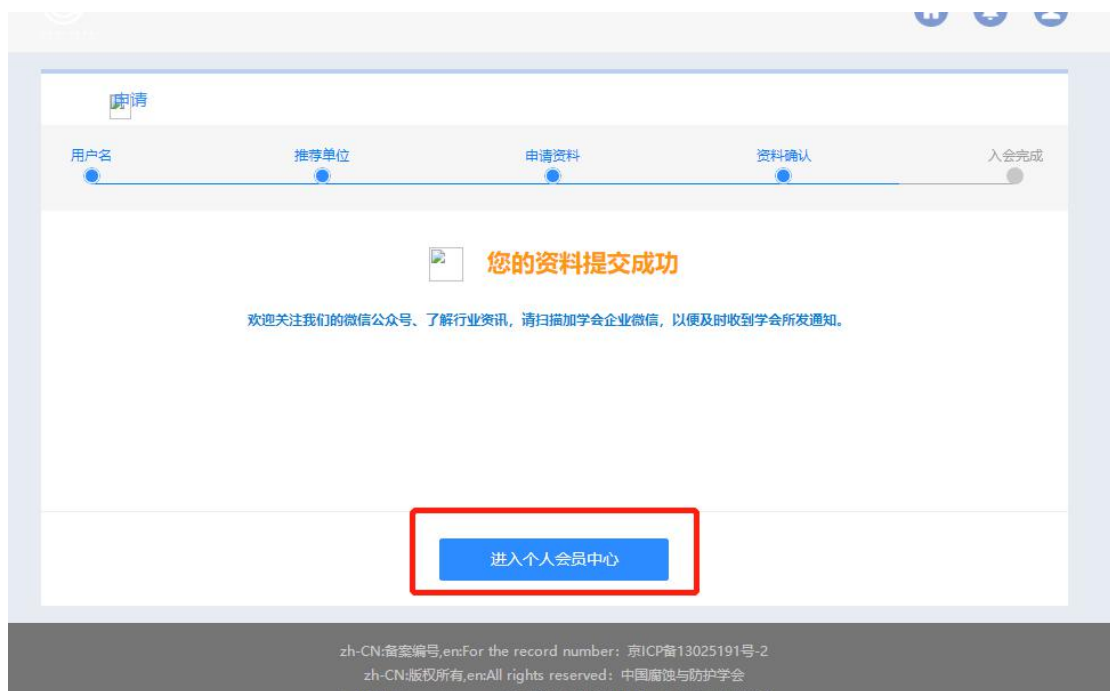 申请
用户名 推荐单位 申请资料 资料确认 入会完成
您的资料提交成功
欢迎关注我们的微信公众号、了解行业资讯，请扫描加学会企业微信，以便及时收到学会所发通知。
进入个人会员中心
zh-CN:备案编号,en:For the record number：京ICP备13025191号-2
zh-CN:版权所有,en:All rights reserved：中国腐蚀与防护学会